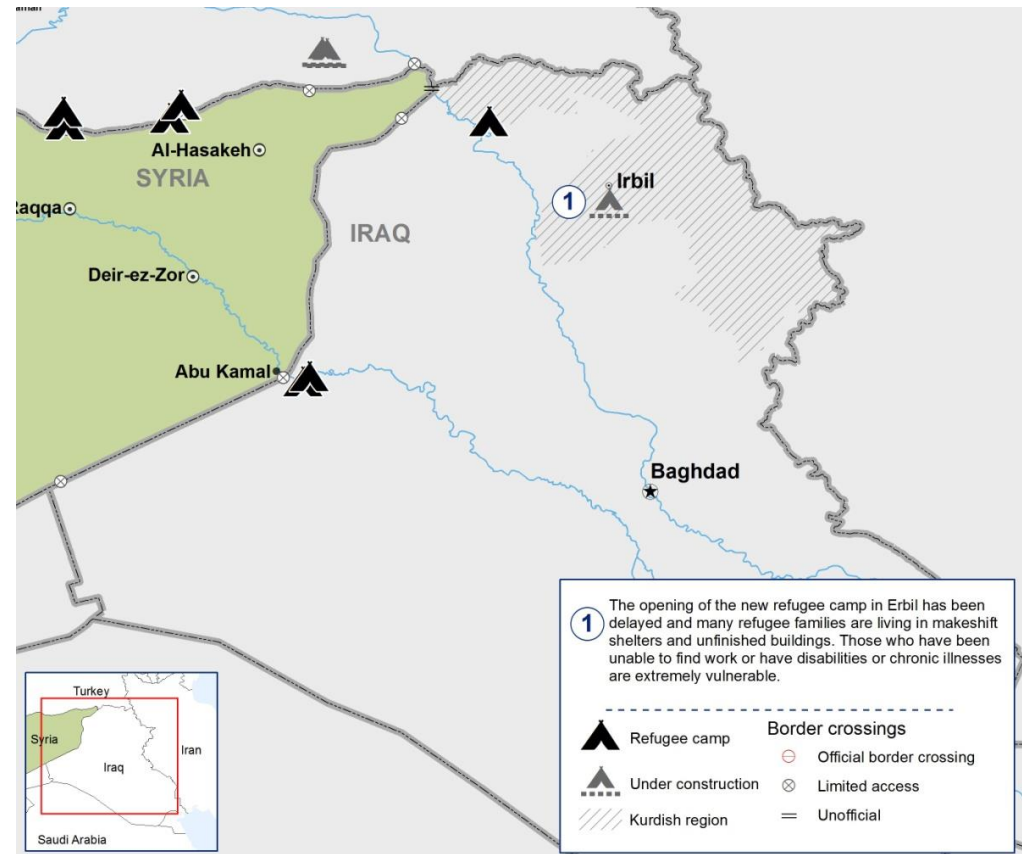 Al-Hasakeh
SYRIA
Irbil
1
Raqqa
IRAQ
Deir-ez-Zor
Abu Kamal
Baghdad
1
The opening of the new refugee camp in Erbil has been
delayed and many refugee families are living in makeshift
shelters and unfinished buildings. Those who have been
unable to find work or have disabilities or chronic illnesses
are extremely vulnerable.
Refugee camp
Under construction
Kurdish region
Border crossings
Official border crossing
Limited access
Unofficial
Turkey
Syria
Iran
Iraq
Saudi Arabia